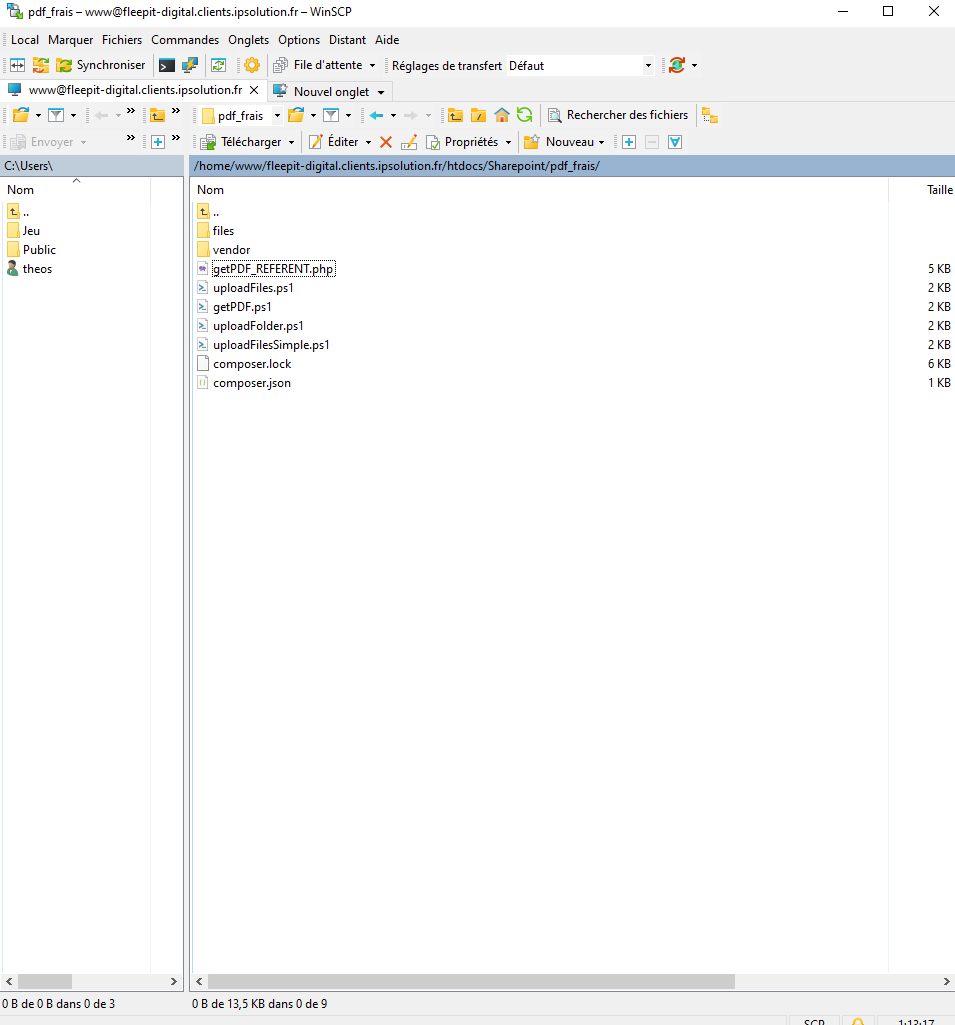 pdf_frais – www@fleepit-digital.clients.ipsolution.fr – WinSCP
Local Marquer Fichiers Commandes Onglets Options Distant Aide
Synchroniser File d'attente Réglages de transfert Défaut
www@fleepit-digital.clients.ipsolution.fr Nouvel onglet
pdf_frais Rechercher des fichiers
Envoyer Télécharger Éditer Propriétés Nouveau
C:\Users\ /home/www/fleepit-digital.clients.ipsolution.fr/htdocs/Sharepoint/pdf_frais/
Nom
..
Jeu
Public
theos
Nom Taille
..
files
vendor
getPDF_REFERENT.php 5 KB
uploadFiles.ps1 2 KB
getPDF.ps1 2 KB
uploadFolder.ps1 2 KB
uploadFilesSimple.ps1 2 KB
composer.lock 6 KB
composer.json 1 KB
0 B de 0 B dans 0 de 3
0 B de 13,5 KB dans 0 de 9
SCP 1:13:17